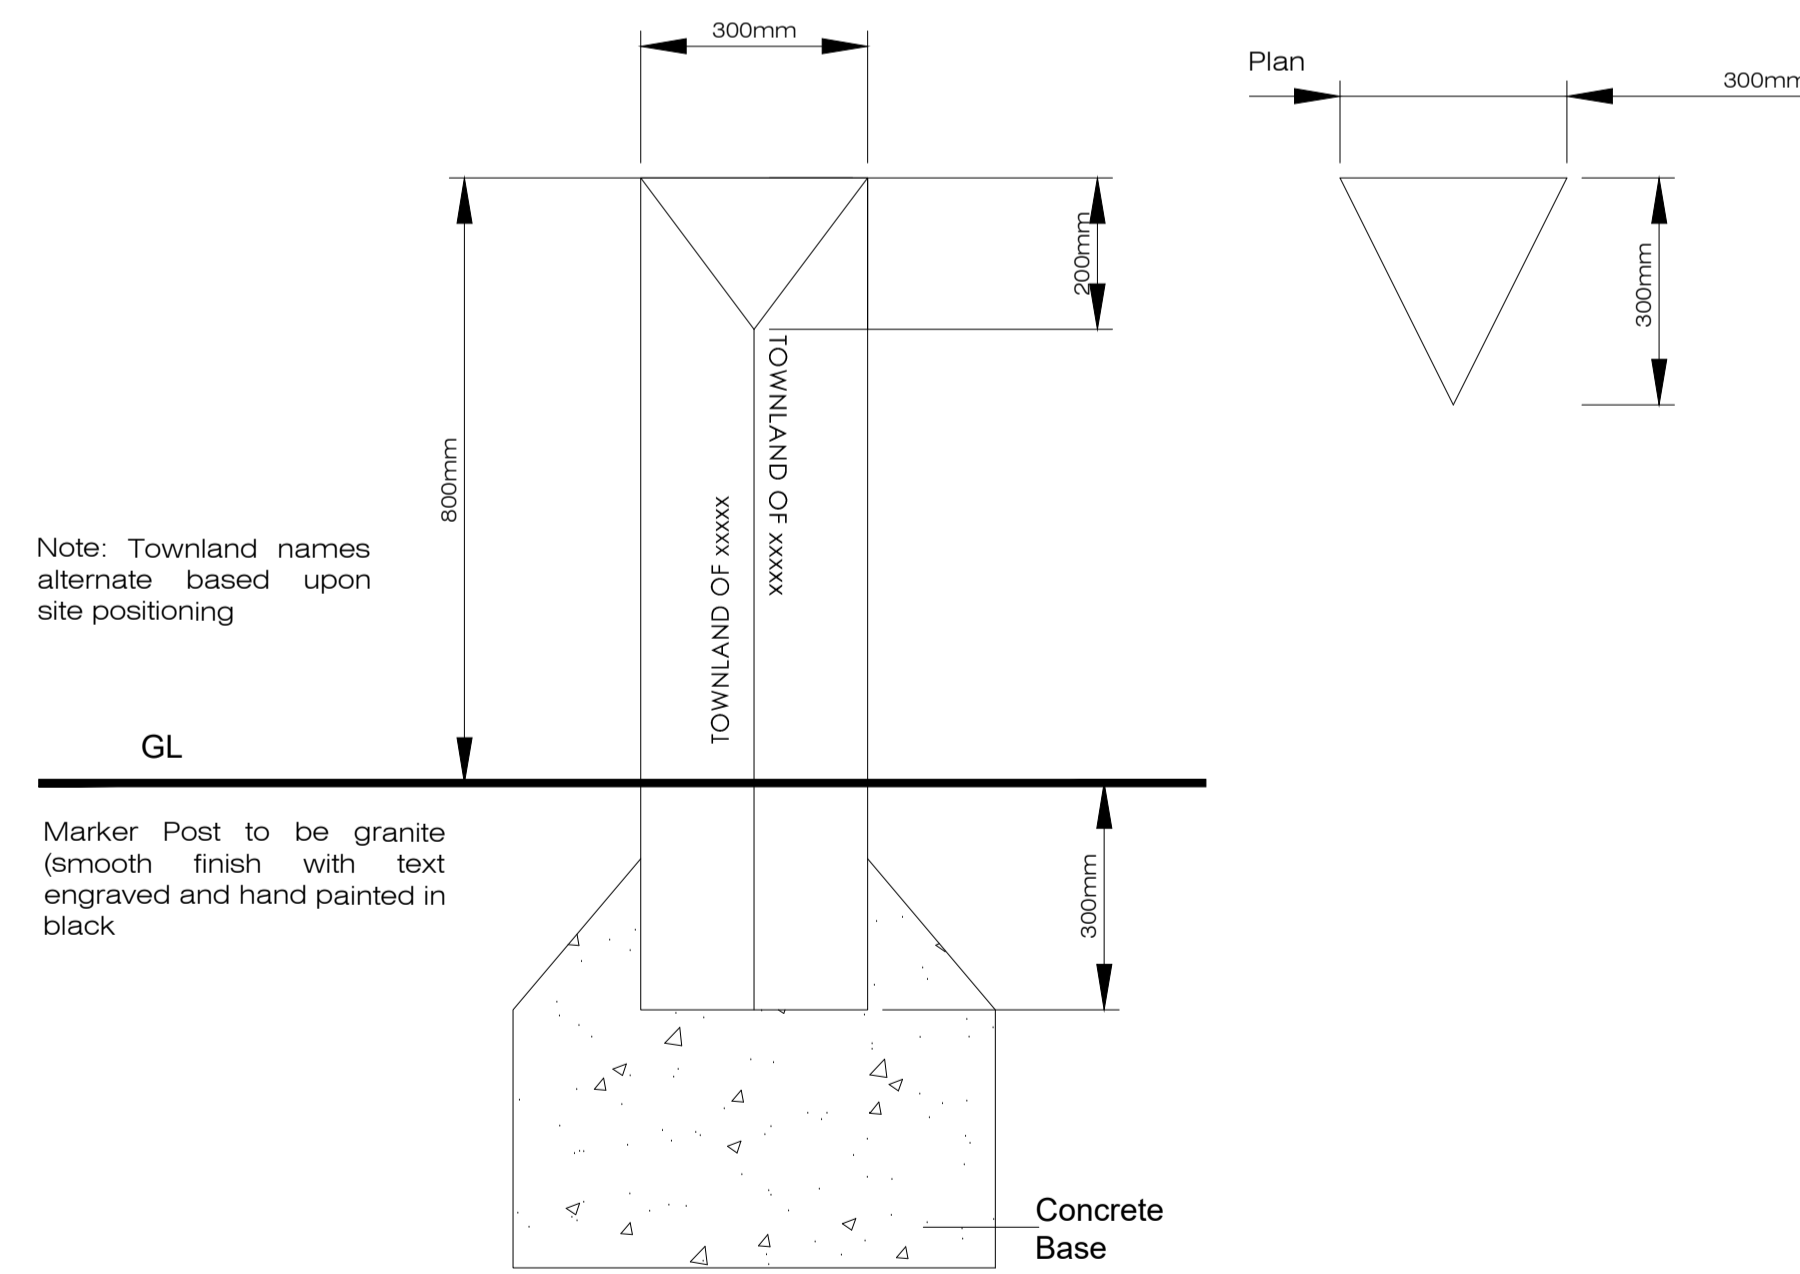 300mm
Plan
300mm
200mm
300mm
TOWNLAND OF xxxxx
TOWNLAND OF xxxxx
800mm
Note: Townland names
alternate based upon
site positioning
GL
Marker Post to be granite
(smooth finish with text
engraved and hand painted in
black
300mm
Concrete
Base